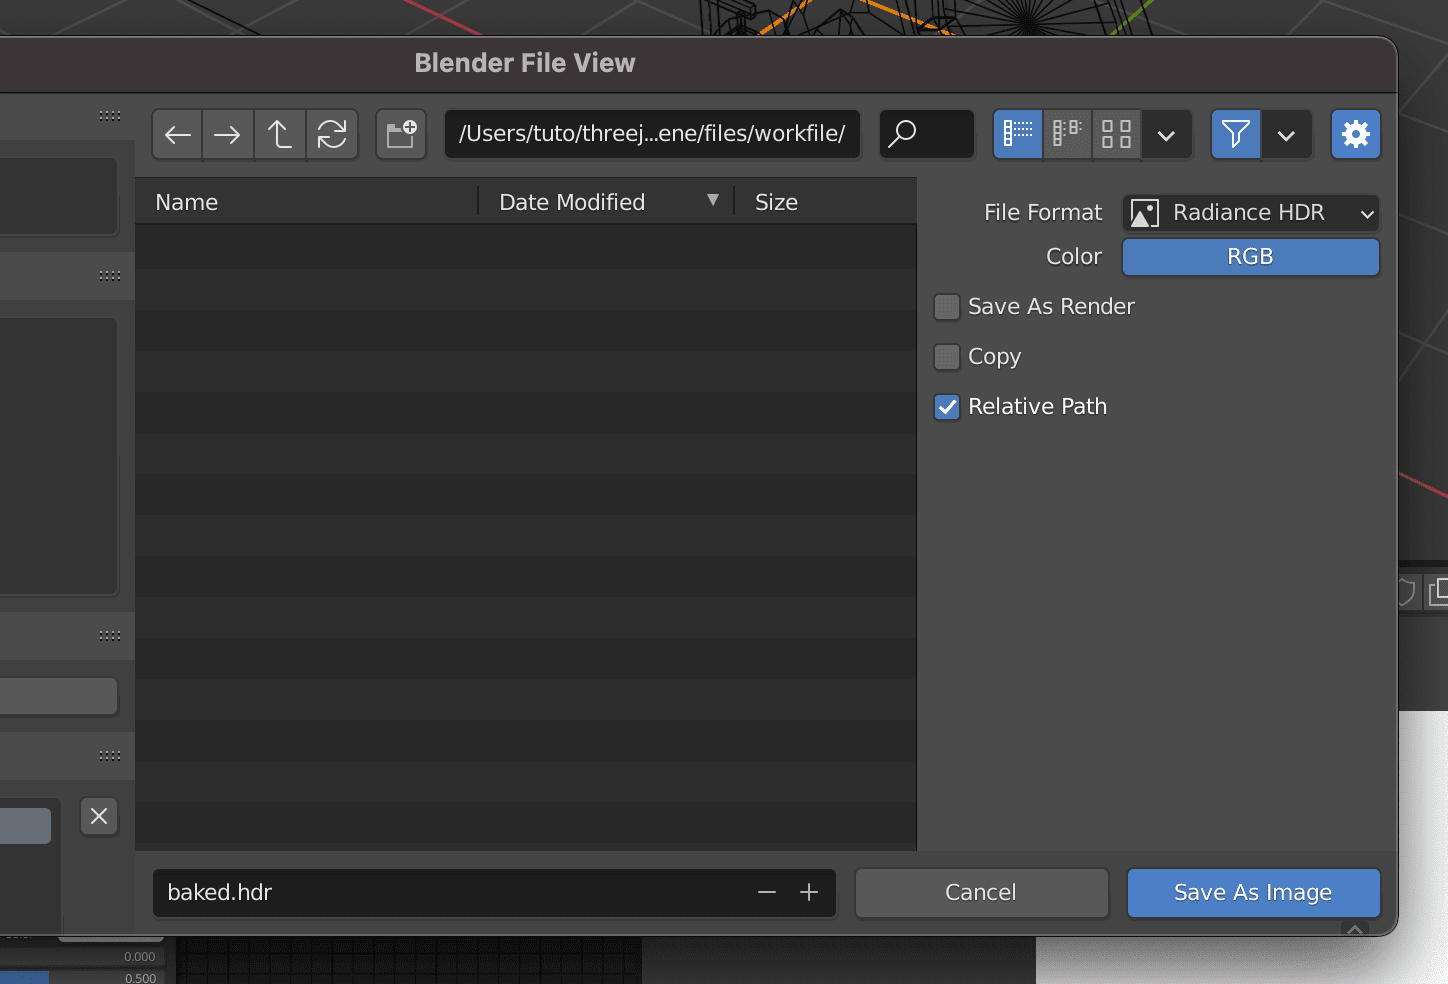 Blender File View
/Users/tuto/threej...ene/files/workfile/
Name Date Modified Size
File Format Radiance HDR
Color RGB
Save As Render
Copy
Relative Path
baked.hdr
Cancel
Save As Image
0.000
0.500